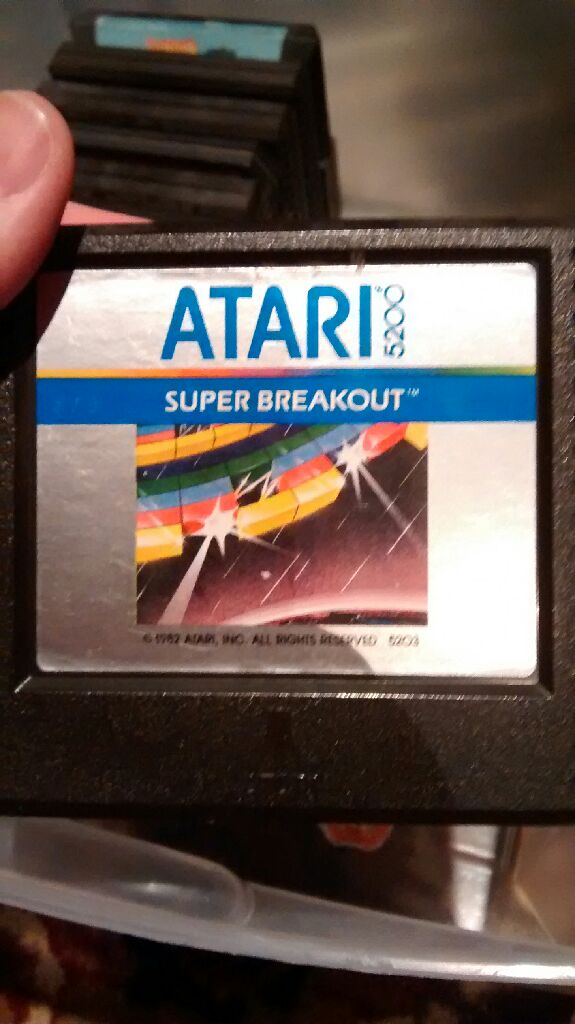 ATARI® 5200
SUPER BREAKOUT™
© 1982 ATARI, INC. ALL RIGHTS RESERVED 5203